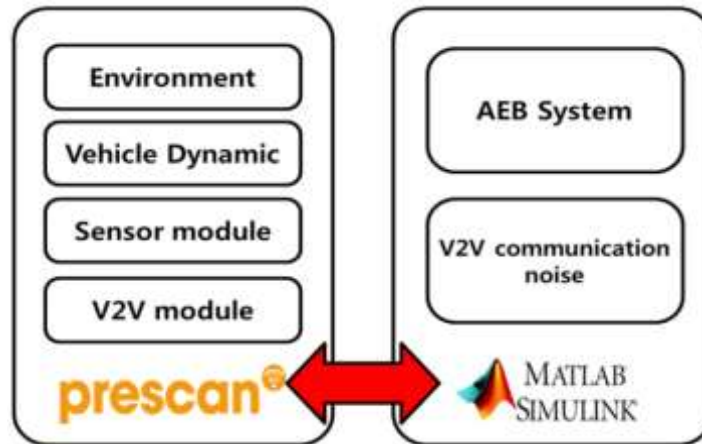 Environment
Vehicle Dynamic
Sensor module
V2V module
prescan
AEB System
V2V communication
noise
MATLAB
SIMULINK